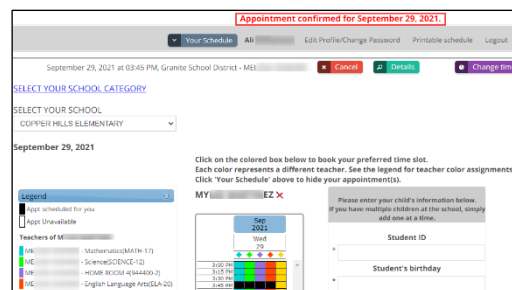 Appointment confirmed for September 29, 2021.
Your Schedule Ali Edit Profile/Change Password Printable schedule Logout
September 29, 2021 at 03:45 PM, Granite School District - MEI Cancel Details Change tim
SELECT YOUR SCHOOL CATEGORY
SELECT YOUR SCHOOL
COPPER HILLS ELEMENTARY
September 29, 2021
Click on the colored box below to book your preferred time slot.
Each color represents a different teacher. See the legend for teacher color assignments
Click 'Your Schedule' above to hide your appointment(s).
MY EZ
Legend
Appt scheduled for you
Appt Unavailable
Teachers of M
ME - Mathematics(MATH-17)
ME - Science(SCIENCE-12)
ME - HOME ROOM 4(944400-2)
ME - English Language Arts(ELA-20)
Sep
2021
Wed
29
3:00 PM
3:15 PM
3:30 PM
3:45 PM
Please enter your child's information below.
If you have multiple children at the school, simply
add one at a time.
Student ID
*
Student's birthday
*